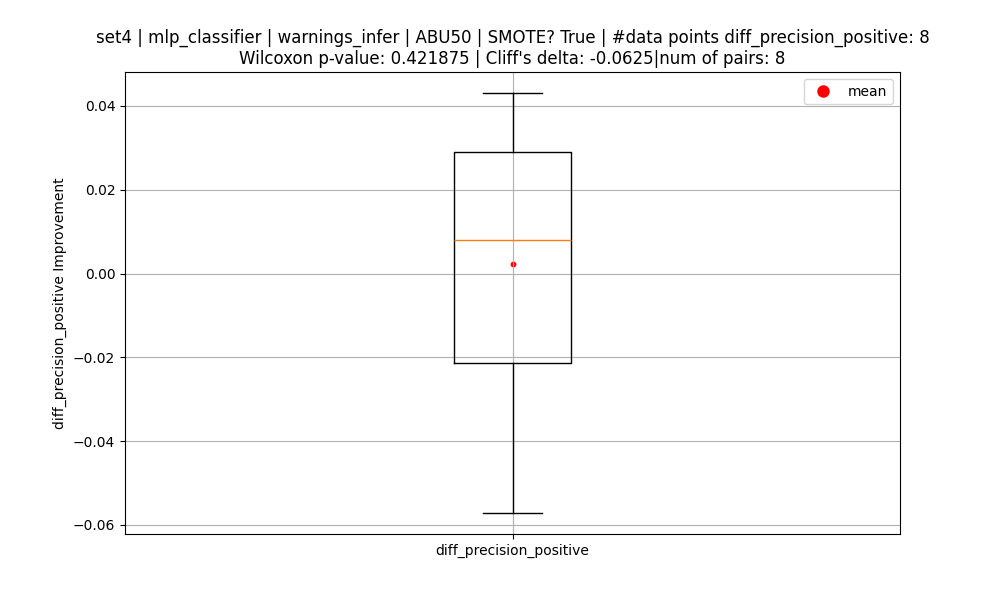 set4 | mlp_classifier | warnings_infer | ABU50 | SMOTE? True | #data points diff_precision_positive: 8
Wilcoxon p-value: 0.421875 | Cliff's delta: -0.0625|num of pairs: 8
mean
diff_precision_positive Improvement
0.04
0.02
0.00
−0.02
−0.04
−0.06
diff_precision_positive